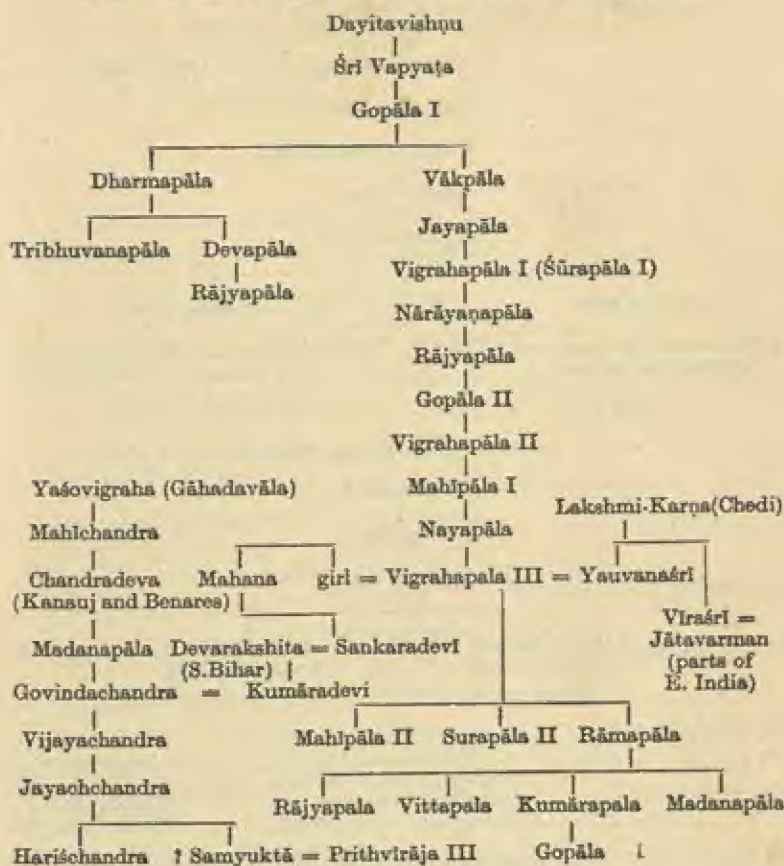 Dayitavishṇu
Śrī Vapyaṭa
Gopāla I
Dharmapāla Vākpāla
Jayapāla
Tribhuvanapāla Devapāla
Vigrahapāla I (Śūrapāla I)
Rājyapāla
Nārāyaṇapāla
Rājyapāla
Gopāla II
Vigrahapāla II
Yaśovigraha (Gāhadavāla) Mahīpāla I
Lakshmi-Karṇa(Chedi)
Mahīchandra Nayapāla
Chandradeva Mahana girl = Vigrahapala III = Yauvanaśrī
(Kanauj and Benares)
Vīraśrī =
Madanapāla Devarakshita = Sankaradevī Jātavarman
(S.Bihar) (parts of
Govindachandra = Kumāradevi E. India)
Vijayachandra Mahīpāla II Surapāla II Rāmapāla
Jayachchandra
Rājyapala Vittapala Kumārapala Madanapāla
Hariśchandra ? Samyuktā = Prithvīrāja III Gopāla